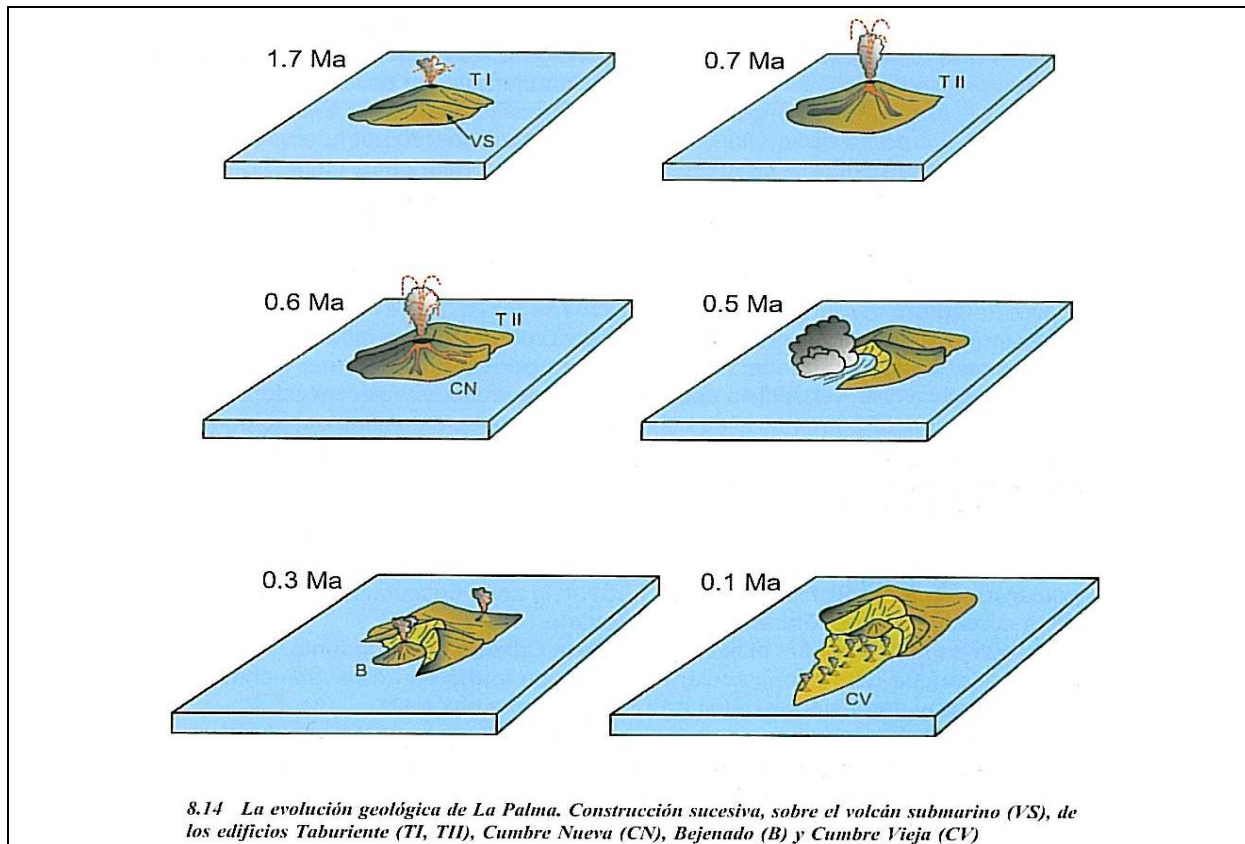 1.7 Ma
T I
VS
0.7 Ma
T II
0.6 Ma
T II
CN
0.5 Ma
0.3 Ma
B
0.1 Ma
CV
8.14 La evolución geológica de La Palma. Construcción sucesiva, sobre el volcán submarino (VS), de
los edificios Taburiente (TI, TII), Cumbre Nueva (CN), Bejenado (B) y Cumbre Vieja (CV)